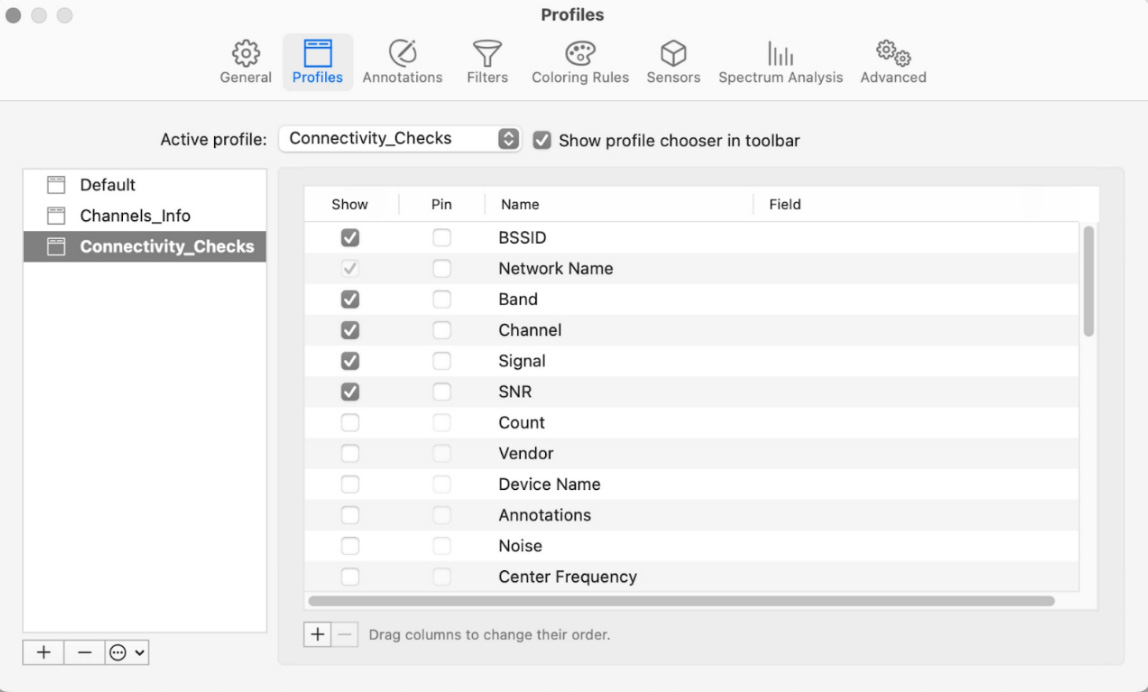 Profiles
General
Profiles
Annotations
Filters
Coloring Rules
Sensors
Spectrum Analysis
Advanced
Active profile: Connectivity_Checks Show profile chooser in toolbar
Default
Channels_Info
Connectivity_Checks
Show Pin Name Field
BSSID
Network Name
Band
Channel
Signal
SNR
Count
Vendor
Device Name
Annotations
Noise
Center Frequency
Drag columns to change their order.